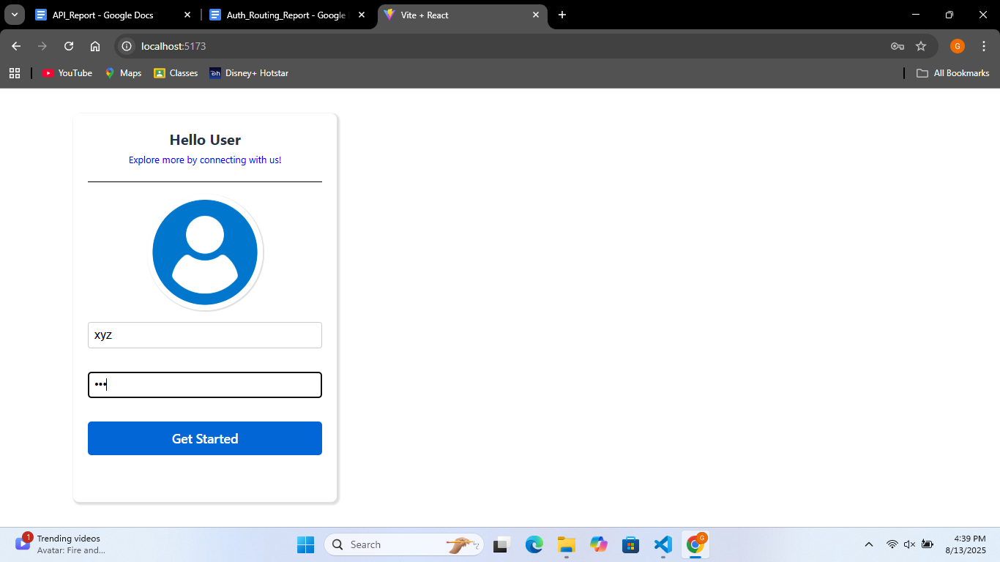 API_Report - Google Docs
Auth_Routing_Report - Google
Vite + React
localhost:5173
G
YouTube
Maps
Classes
Disney+ Hotstar
All Bookmarks
Hello User
Explore more by connecting with us!
xyz
•••
Get Started
1
Trending videos
Avatar: Fire and...
Search
G
4:39 PM
8/13/2025